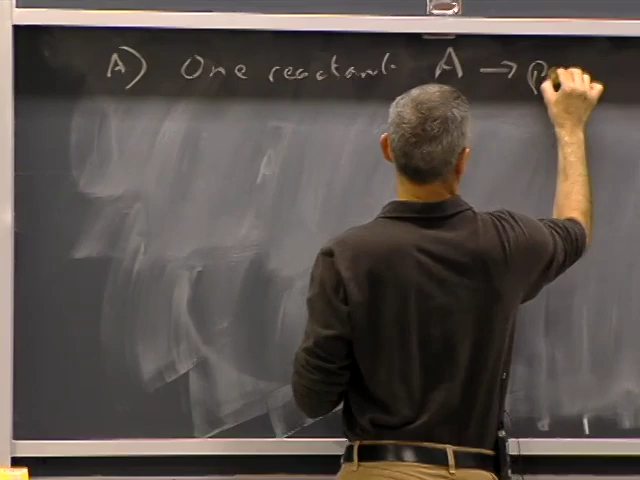 A) One reactant. A → P